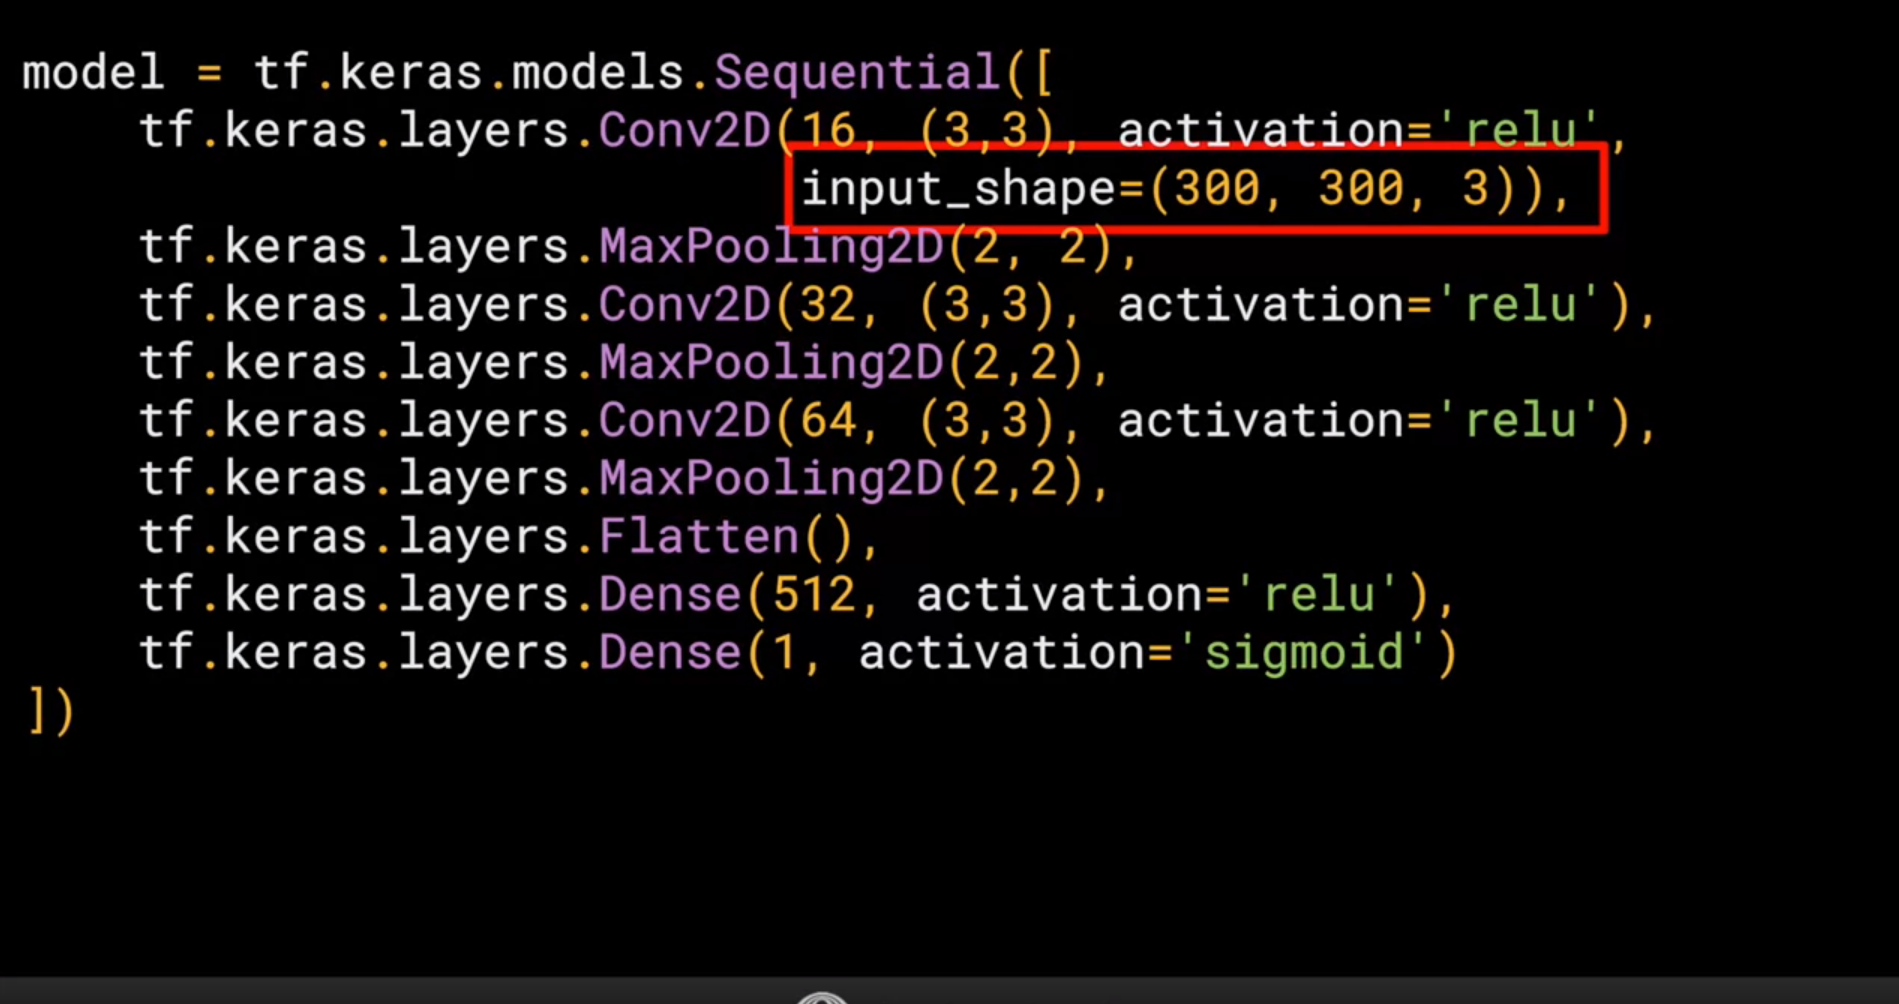 model = tf.keras.models.Sequential([
    tf.keras.layers.Conv2D(16, (3,3), activation='relu',
                           input_shape=(300, 300, 3)),
    tf.keras.layers.MaxPooling2D(2, 2),
    tf.keras.layers.Conv2D(32, (3,3), activation='relu'),
    tf.keras.layers.MaxPooling2D(2,2),
    tf.keras.layers.Conv2D(64, (3,3), activation='relu'),
    tf.keras.layers.MaxPooling2D(2,2),
    tf.keras.layers.Flatten(),
    tf.keras.layers.Dense(512, activation='relu'),
    tf.keras.layers.Dense(1, activation='sigmoid')
])